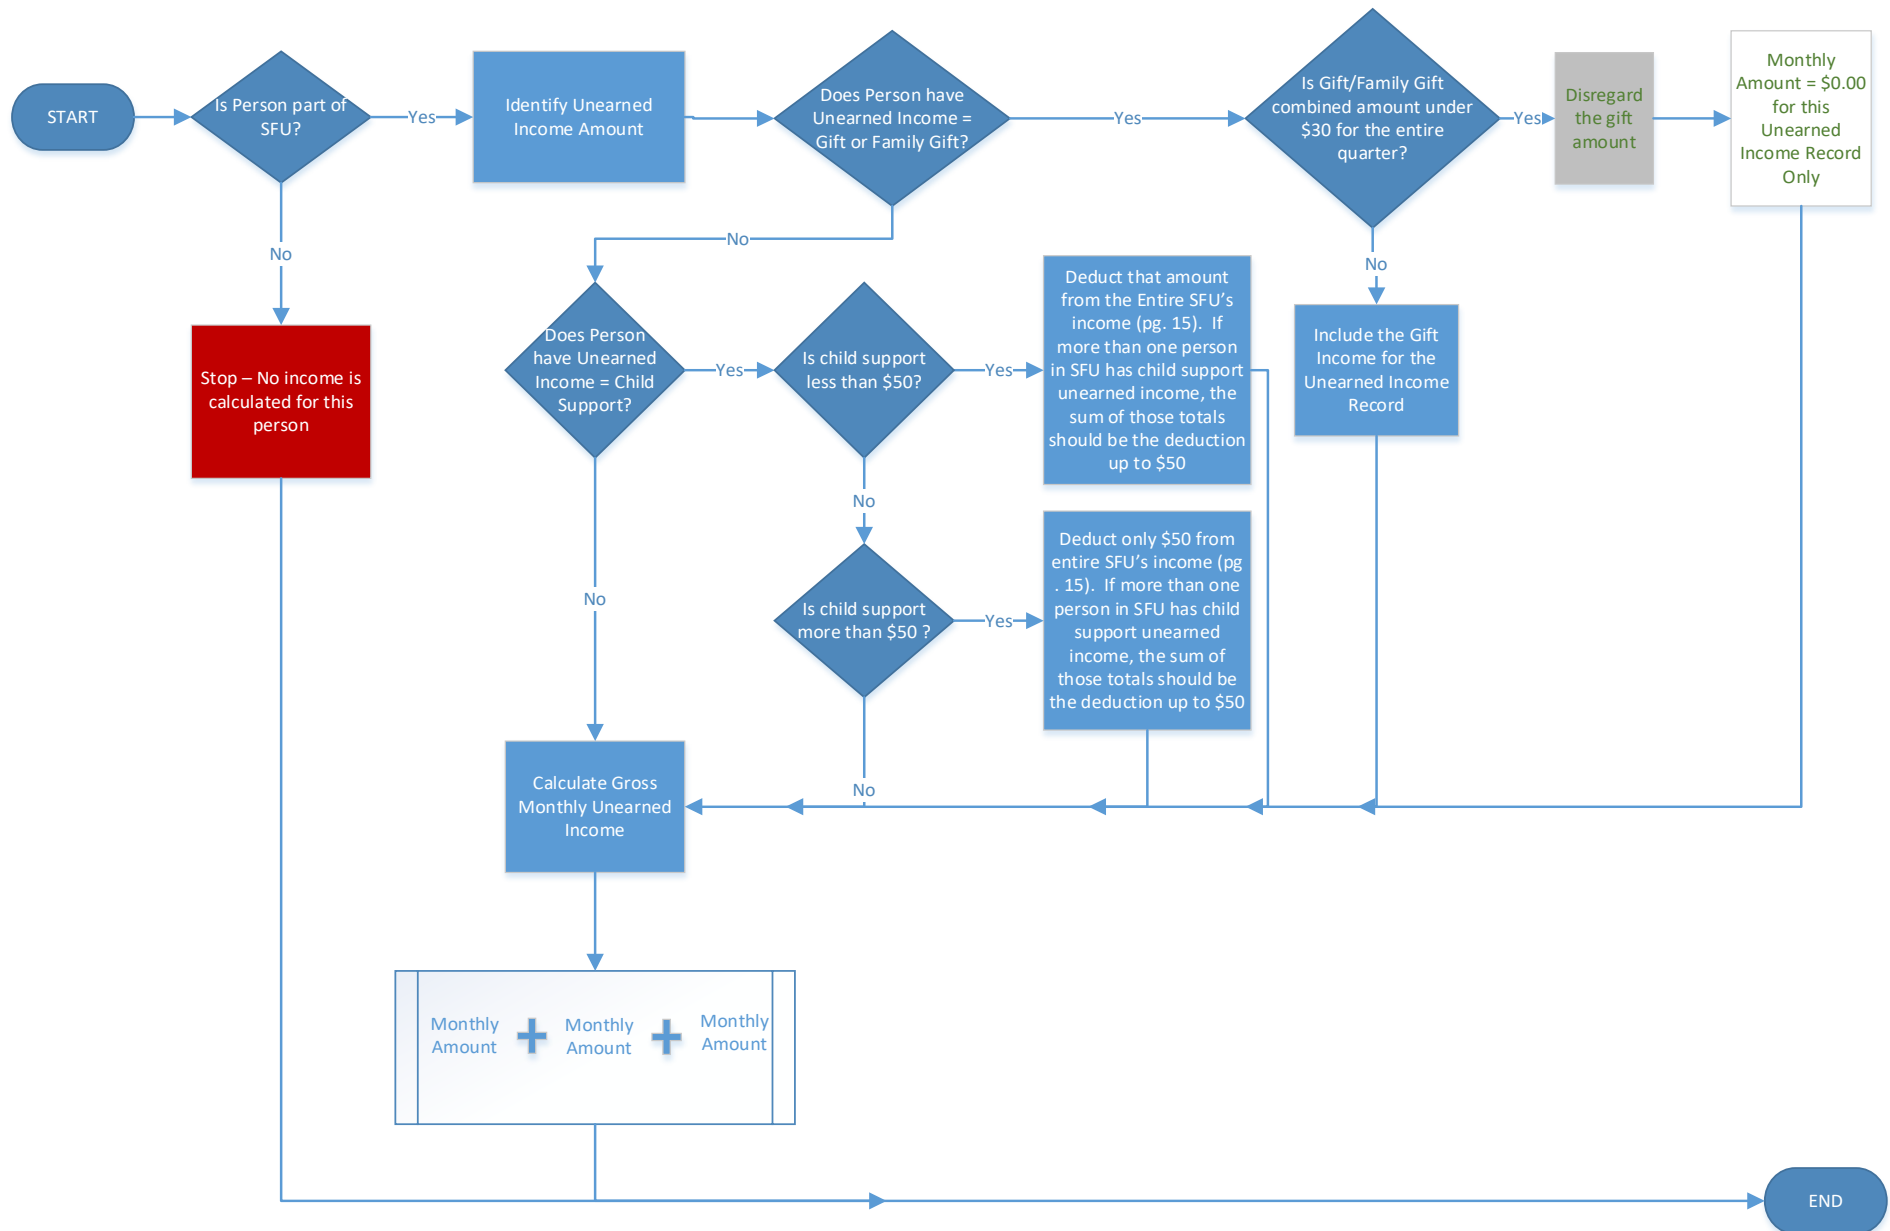 START
Is Person part of
SFU?
Yes
Identify Unearned
Income Amount
Does Person have
Unearned Income =
Gift or Family Gift?
Yes
Is Gift/Family Gift
combined amount under
$30 for the entire
quarter?
Yes
Disregard
the gift
amount
Monthly
Amount = $0.00
for this
Unearned
Income Record
Only
No
No
No
Stop – No income is
calculated for this
person
Does Person
have Unearned
Income = Child
Support?
Yes
Is child support
less than $50?
Yes
Deduct that amount
from the Entire SFU's
income (pg. 15).  If
more than one person
in SFU has child support
unearned income, the
sum of those totals
should be the deduction
up to $50
Include the Gift
Income for the
Unearned Income
Record
No
No
Is child support
more than $50 ?
Yes
Deduct only $50 from
entire SFU's income (pg
. 15).  If more than one
person in SFU has child
support unearned
income, the sum of
those totals should be
the deduction up to $50
No
Calculate Gross
Monthly Unearned
Income
Monthly
Amount
Monthly
Amount
Monthly
Amount
END